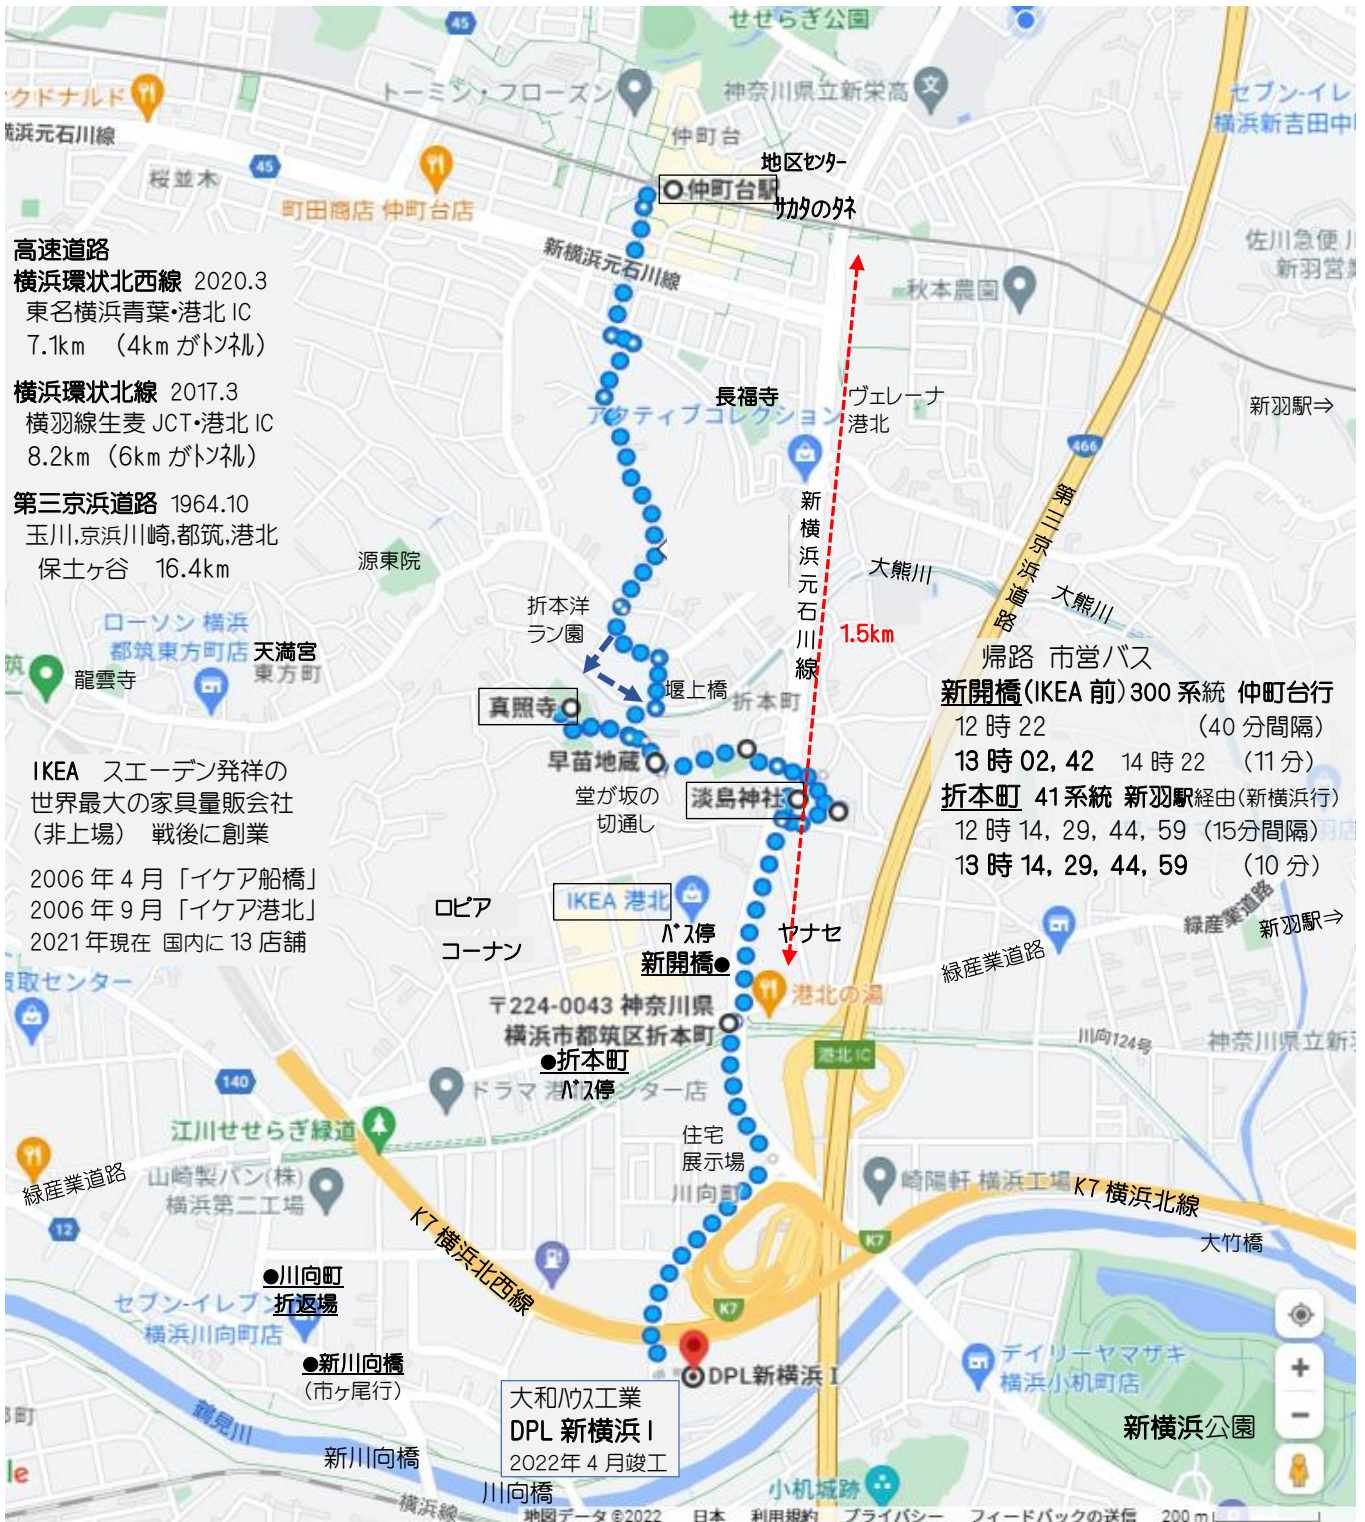 45
せせらぎ公園
クドナルド
トーミン・フローズン
神奈川県立新栄高
セブン-イレ
横浜新吉田中
横浜元石川線
仲町台
45
桜並木
地区センター
仲町台駅
サカタのタネ
町田商店 仲町台店
新横浜元石川線
佐川急便
新羽営業
秋本農園
高速道路
横浜環状北西線 2020.3
東名横浜青葉・港北 IC
7.1km (4km がトンネル)
横浜環状北線 2017.3
横羽線生麦 JCT・港北 IC
8.2km (6km がトンネル)
第三京浜道路 1964.10
玉川,京浜川崎,都筑,港北
保土ヶ谷 16.4km
長福寺
アクティブコレクション
ヴェレーナ
港北
新羽駅⇒
466
第三京浜道路
新横浜元石川線
源東院
大熊川
大熊川
折本洋
ラン園
1.5km
ローソン 横浜
都筑東方町店
天満宮
東方町
筑
龍雲寺
堰上橋
折本町
真照寺
早苗地蔵
淡島神社
堂が坂の
切通し
帰路 市営バス
新開橋(IKEA 前)300 系統 仲町台行
12 時 22 (40 分間隔)
13 時 02, 42 14 時 22 (11 分)
折本町 41 系統 新羽駅経由(新横浜行)
12 時 14, 29, 44, 59 (15分間隔)
13 時 14, 29, 44, 59 (10 分)
IKEA スエーデン発祥の
世界最大の家具量販会社
(非上場) 戦後に創業
2006 年 4 月「イケア船橋」
2006 年 9 月「イケア港北」
2021 年現在 国内に 13 店舗
ロピア
コーナン
IKEA 港北
バス停
新開橋●
ヤナセ
緑産業道路
緑産業道路
新羽駅⇒
買取センター
港北の湯
〒224-0043 神奈川県
横浜市都筑区折本町
●折本町
バス停
港北 IC
川向124号
神奈川県立新羽
140
ドラマ 港北センター店
江川せせらぎ緑道
住宅
展示場
川向町
山崎製パン(株)
横浜第二工場
緑産業道路
12
崎陽軒 横浜工場
K7 横浜北線
K7 横浜北西線
K7
K7
大竹橋
●川向町
折返場
セブン-イレブン
横浜川向町店
●新川向橋
(市ヶ尾行)
DPL新横浜 I
大和ハウス工業
DPL 新横浜 I
2022年 4 月竣工
デイリーヤマザキ
横浜小机町店
新横浜公園
鶴見川
新川向橋
川向橋
横浜線
小机城跡
地図データ ©2022 日本 利用規約 プライバシー フィードバックの送信 200 m